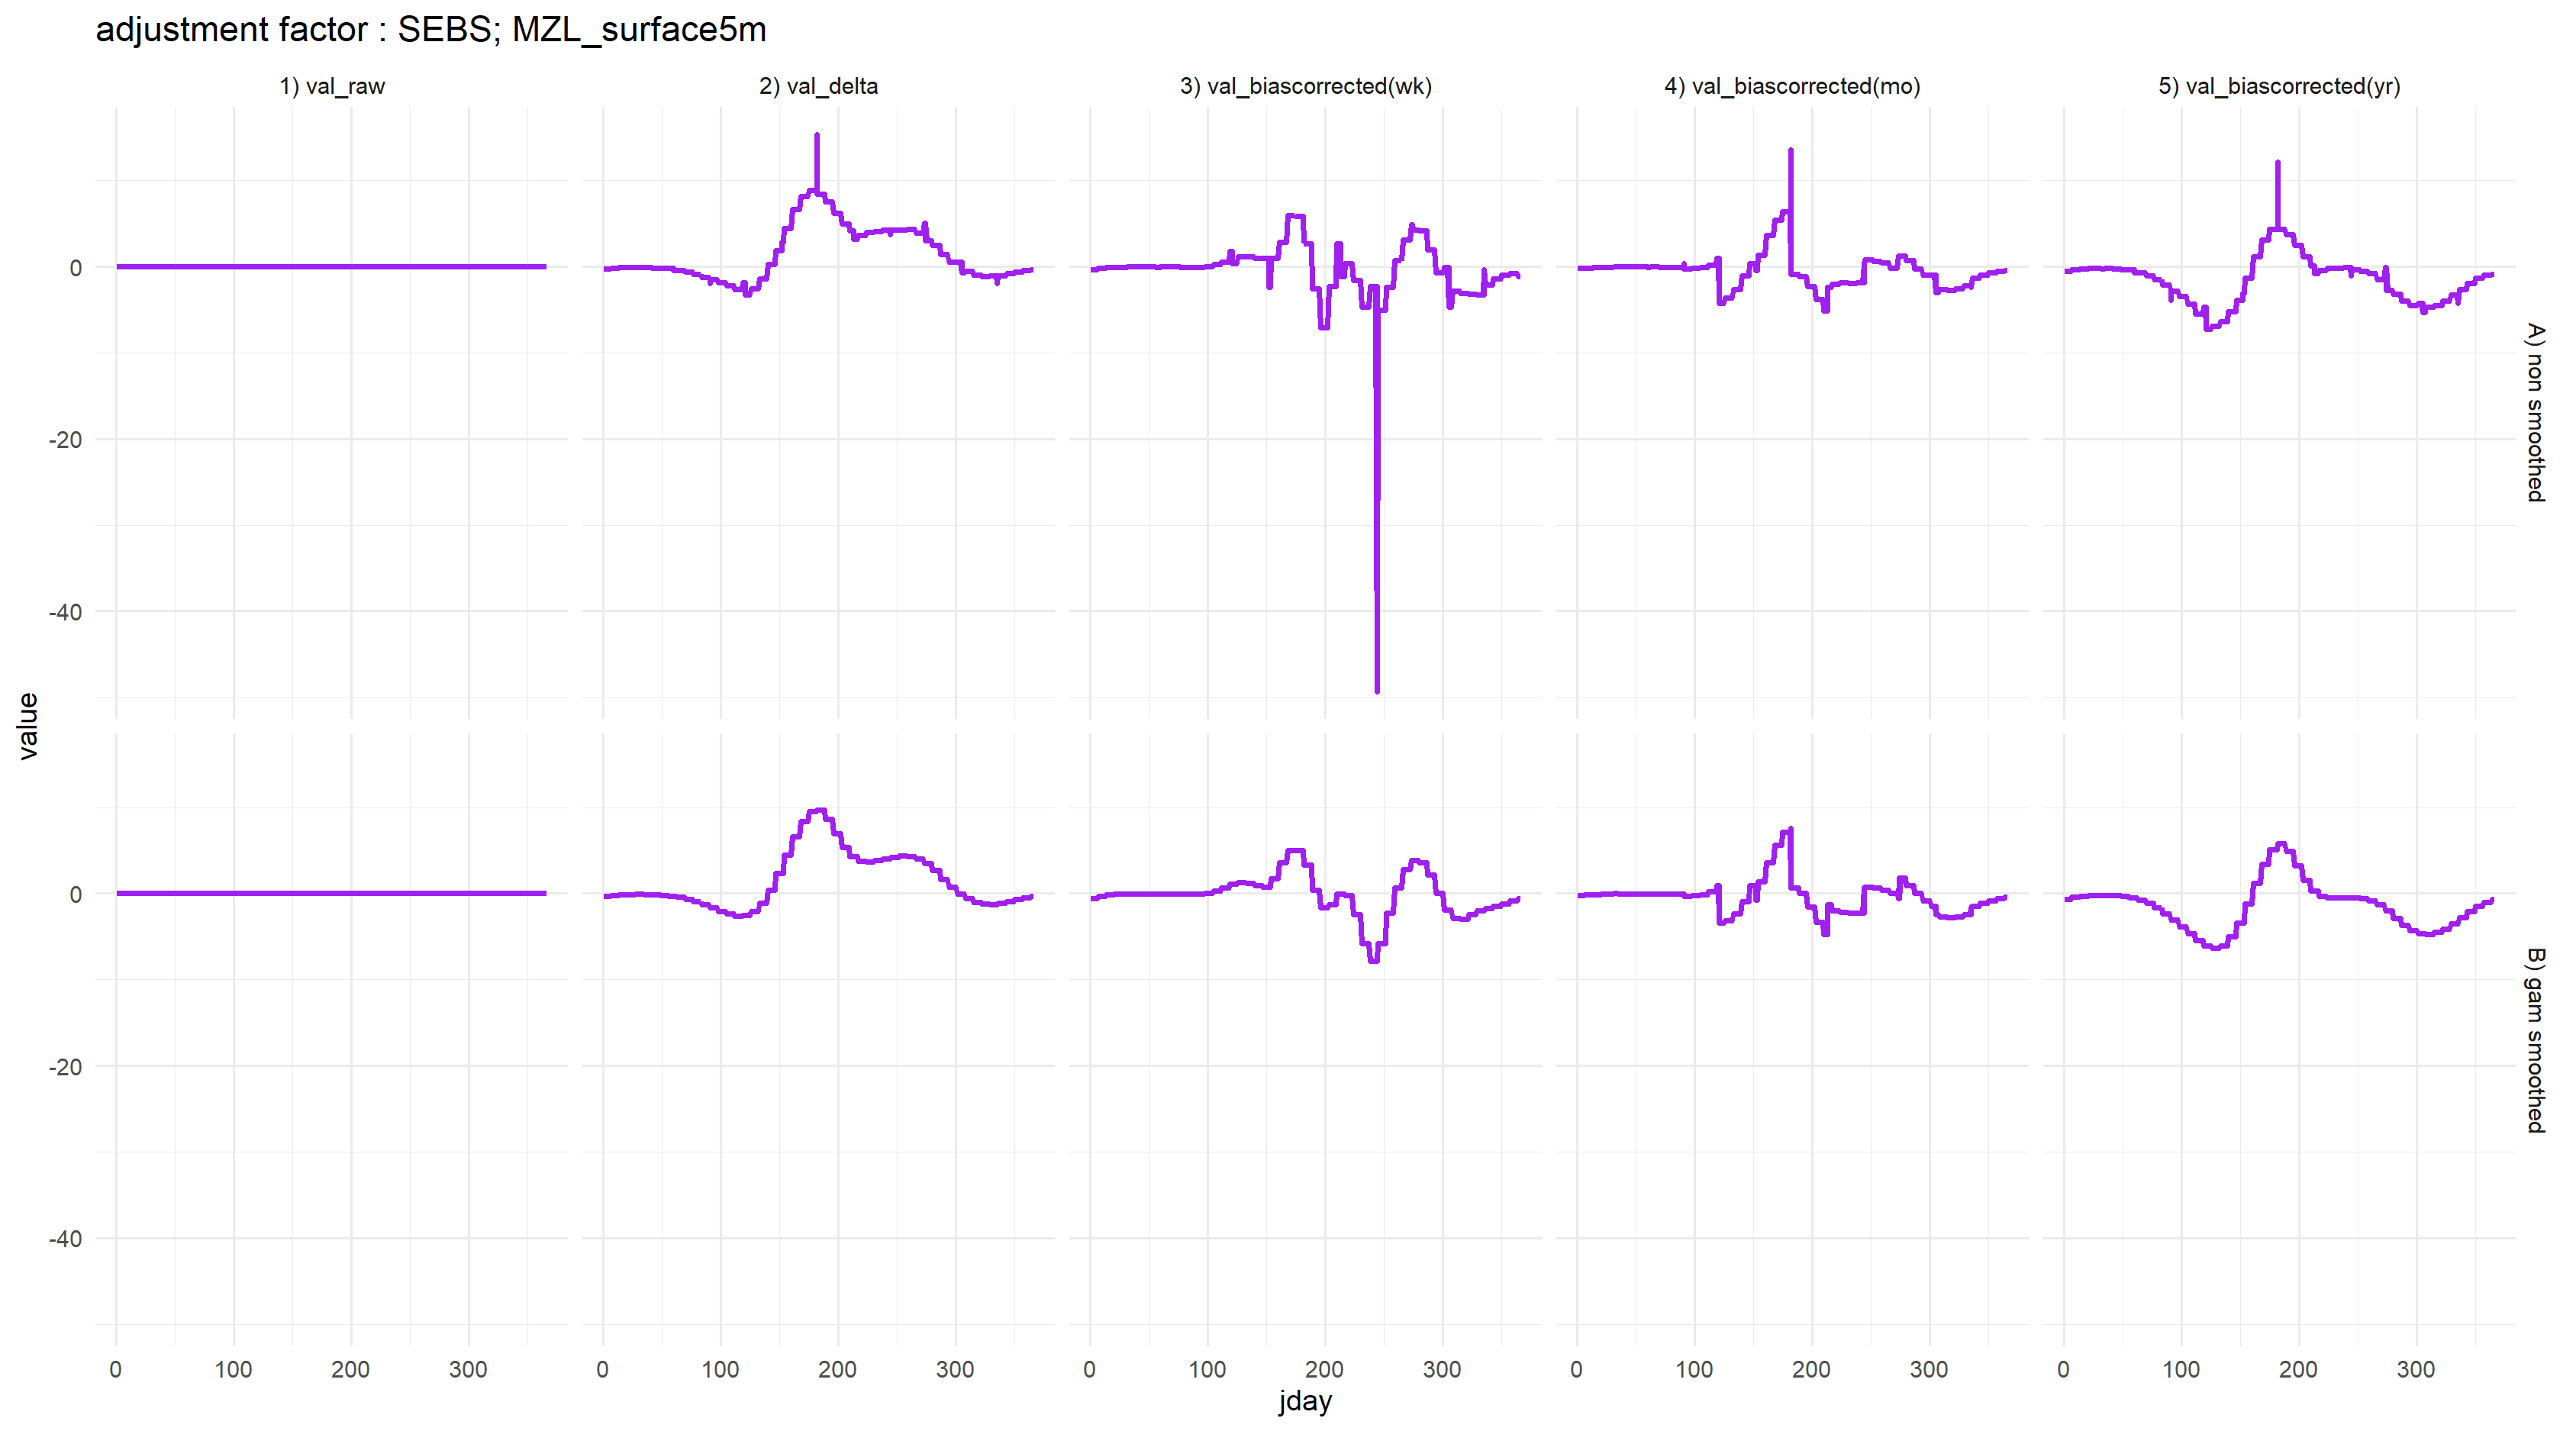 adjustment factor : SEBS; MZL_surface5m
1) val_raw
2) val_delta
3) val_biascorrected(wk)
4) val_biascorrected(mo)
5) val_biascorrected(yr)
0
-20
-40
A) non smoothed
value
0
-20
-40
B) gam smoothed
0 100 200 300
0 100 200 300
0 100 200 300
0 100 200 300
0 100 200 300
jday